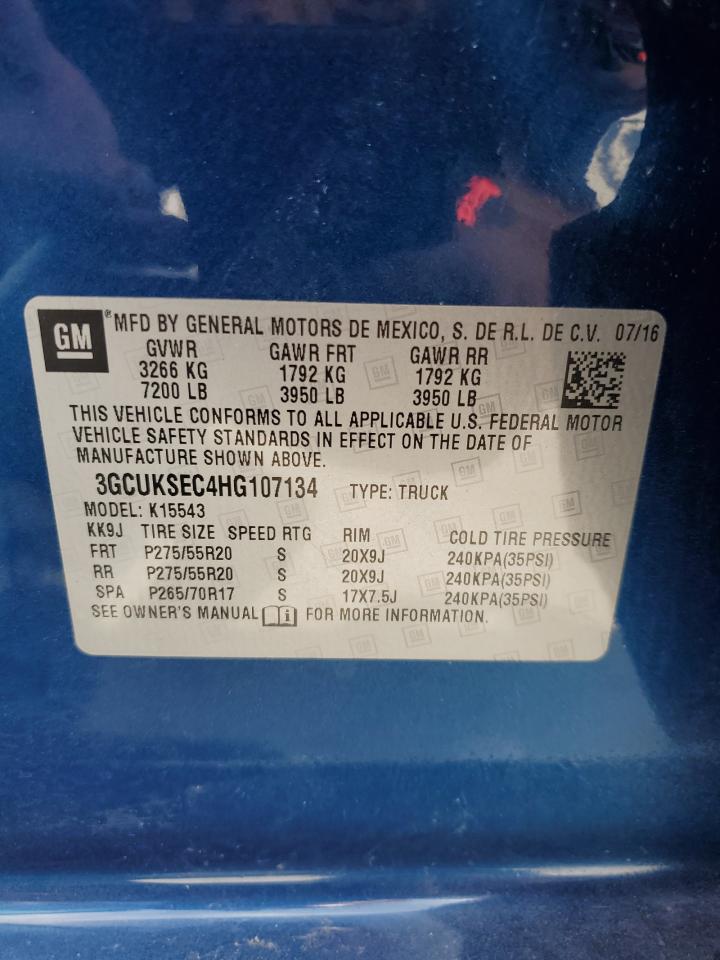 GM ® MFD BY GENERAL MOTORS DE MEXICO, S. DE R.L. DE C.V. 07/16
GVWR GAWR FRT GAWR RR
3266 KG 1792 KG 1792 KG
7200 LB 3950 LB 3950 LB
THIS VEHICLE CONFORMS TO ALL APPLICABLE U.S. FEDERAL MOTOR
VEHICLE SAFETY STANDARDS IN EFFECT ON THE DATE OF
MANUFACTURE SHOWN ABOVE.
3GCUKSEC4HG107134 TYPE: TRUCK
MODEL: K15543
KK9J TIRE SIZE SPEED RTG RIM COLD TIRE PRESSURE
FRT P275/55R20 S 20X9J 240KPA(35PSI)
RR P275/55R20 S 20X9J 240KPA(35PSI)
SPA P265/70R17 S 17X7.5J 240KPA(35PSI)
SEE OWNER'S MANUAL FOR MORE INFORMATION.